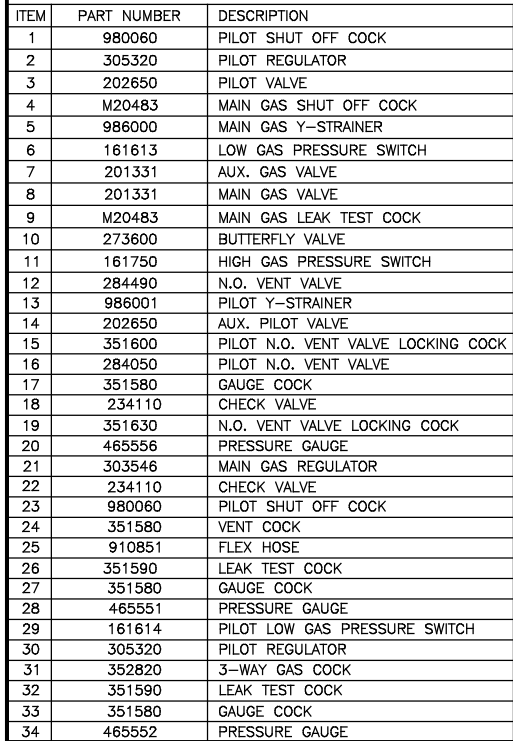 ITEM PART NUMBER DESCRIPTION
1 980060 PILOT SHUT OFF COCK
2 305320 PILOT REGULATOR
3 202650 PILOT VALVE
4 M20483 MAIN GAS SHUT OFF COCK
5 986000 MAIN GAS Y-STRAINER
6 161613 LOW GAS PRESSURE SWITCH
7 201331 AUX. GAS VALVE
8 201331 MAIN GAS VALVE
9 M20483 MAIN GAS LEAK TEST COCK
10 273600 BUTTERFLY VALVE
11 161750 HIGH GAS PRESSURE SWITCH
12 284490 N.O. VENT VALVE
13 986001 PILOT Y-STRAINER
14 202650 AUX. PILOT VALVE
15 351600 PILOT N.O. VENT VALVE LOCKING COCK
16 284050 PILOT N.O. VENT VALVE
17 351580 GAUGE COCK
18 234110 CHECK VALVE
19 351630 N.O. VENT VALVE LOCKING COCK
20 465556 PRESSURE GAUGE
21 303546 MAIN GAS REGULATOR
22 234110 CHECK VALVE
23 980060 PILOT SHUT OFF COCK
24 351580 VENT COCK
25 910851 FLEX HOSE
26 351590 LEAK TEST COCK
27 351580 GAUGE COCK
28 465551 PRESSURE GAUGE
29 161614 PILOT LOW GAS PRESSURE SWITCH
30 305320 PILOT REGULATOR
31 352820 3-WAY GAS COCK
32 351590 LEAK TEST COCK
33 351580 GAUGE COCK
34 465552 PRESSURE GAUGE